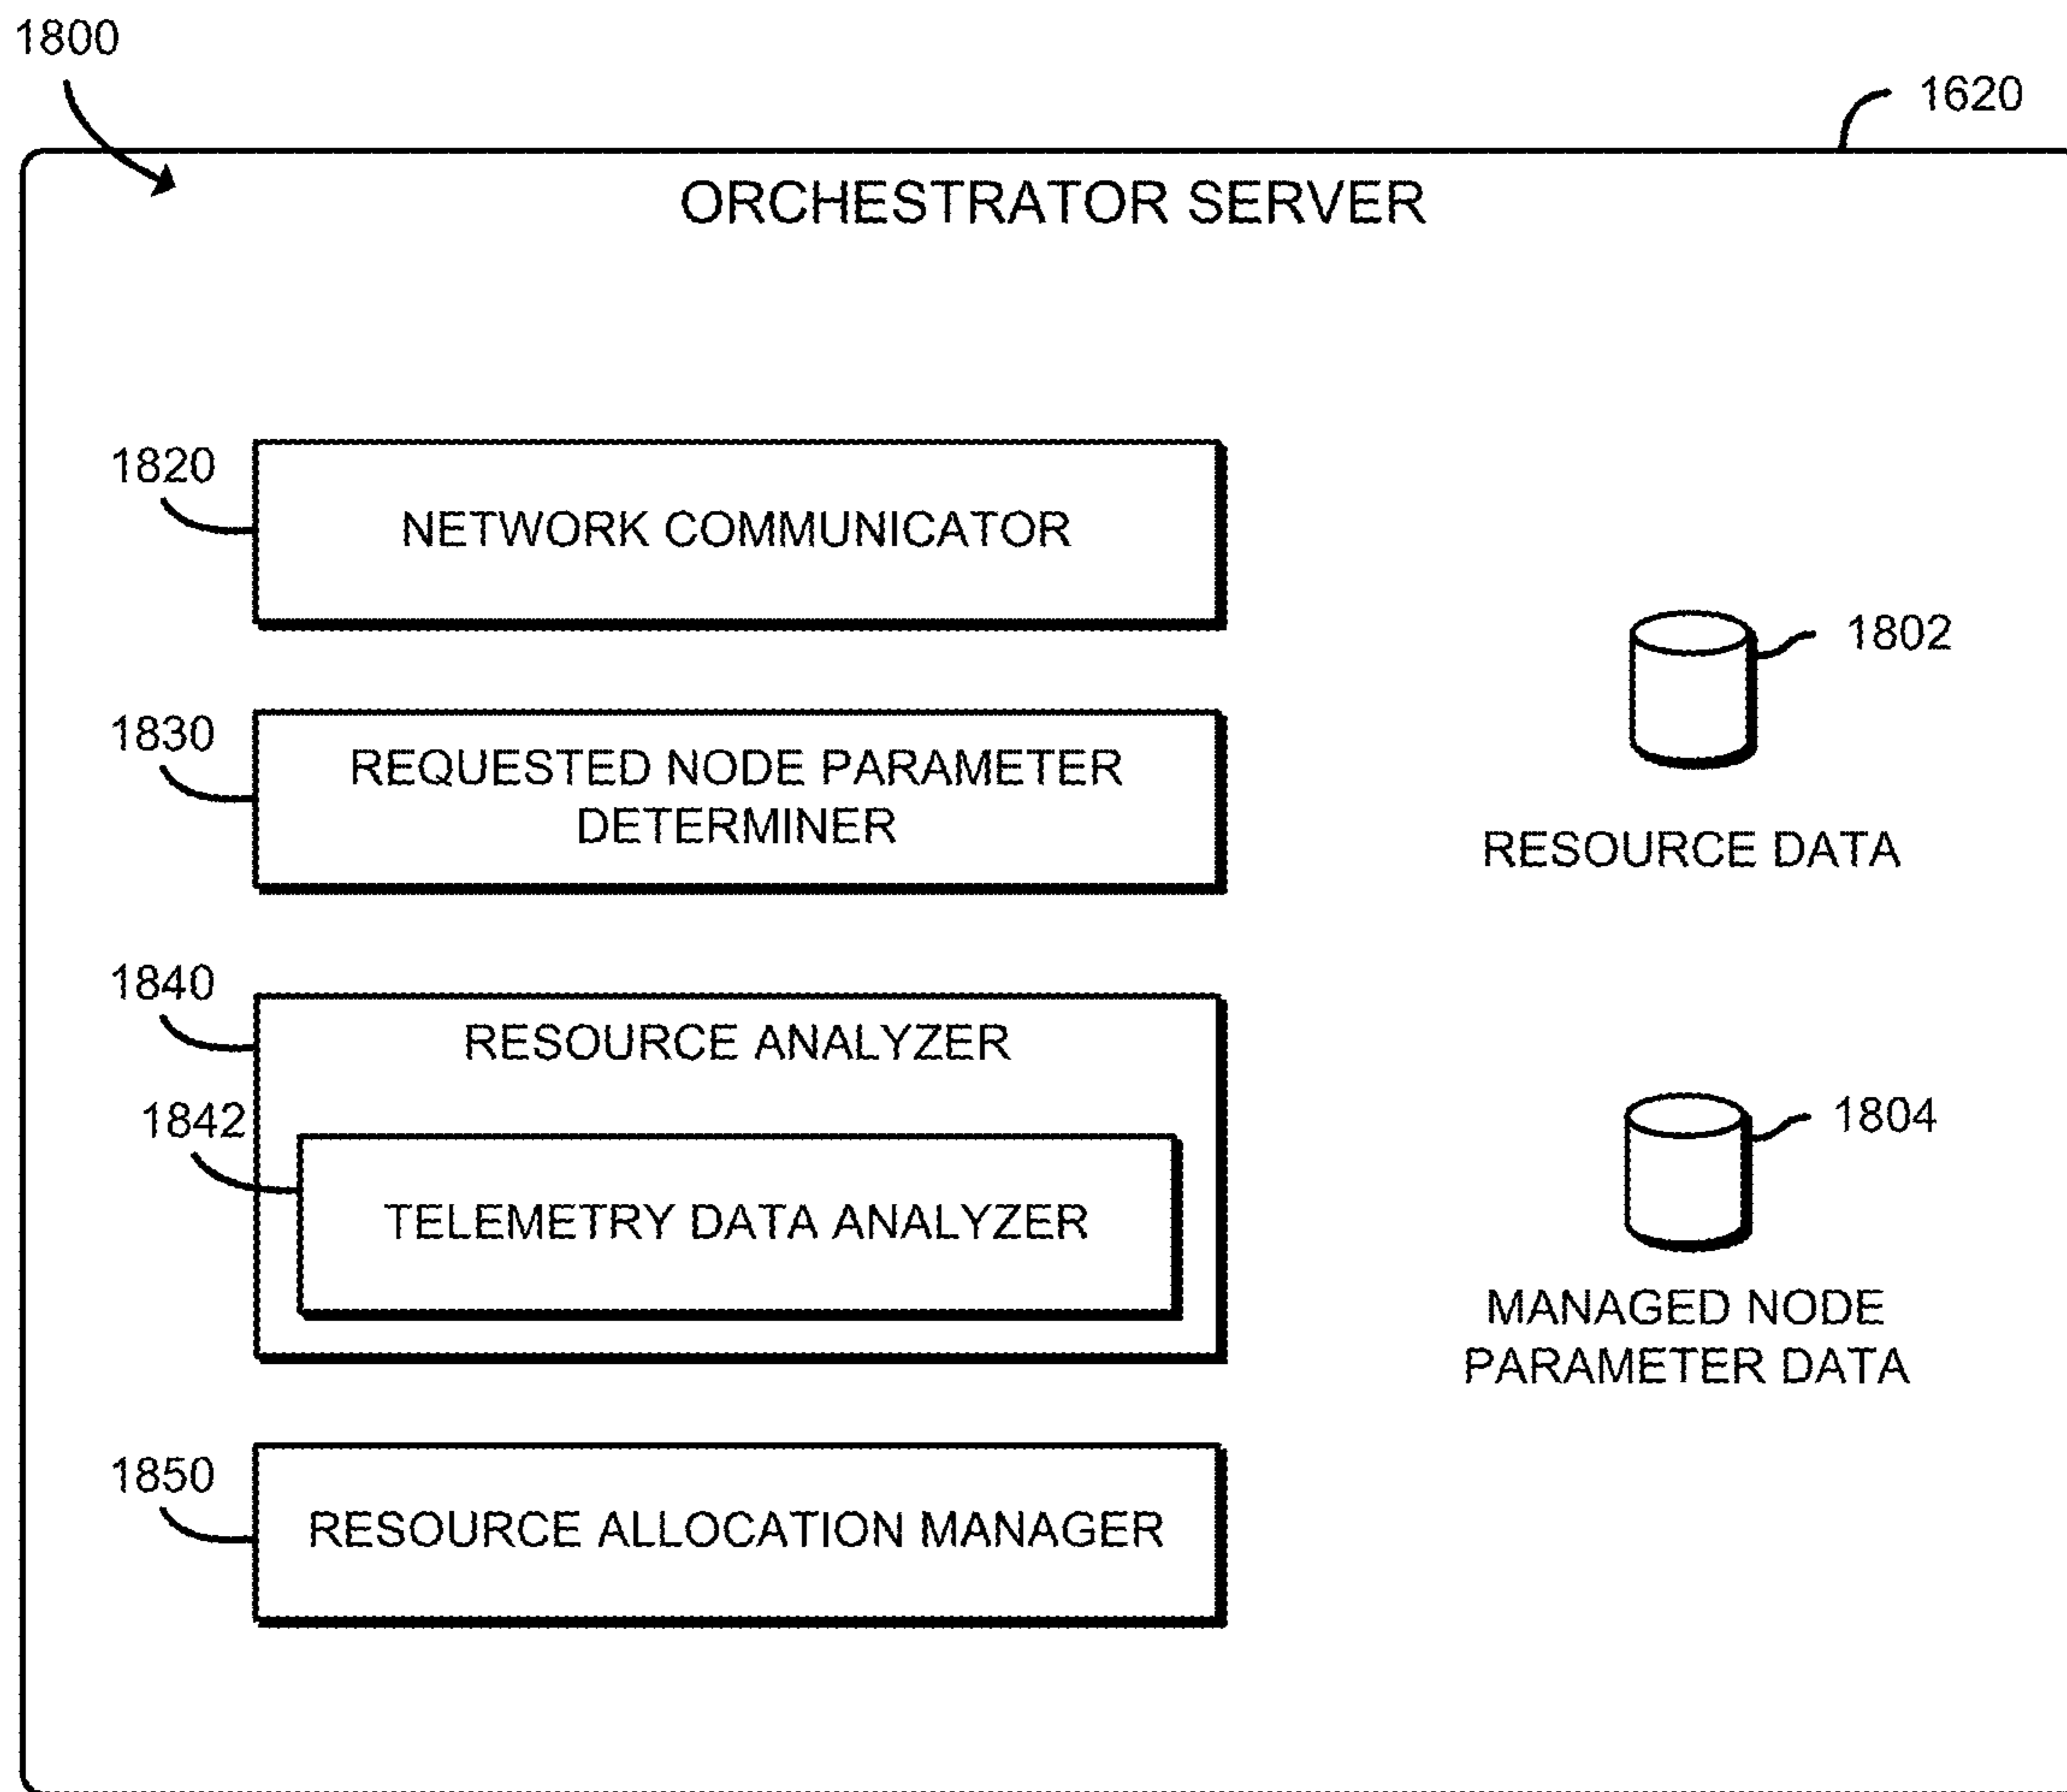 1800
1620
ORCHESTRATOR SERVER
1820
NETWORK COMMUNICATOR
1802
1830
REQUESTED NODE PARAMETER
DETERMINER
RESOURCE DATA
1840
RESOURCE ANALYZER
1842
TELEMETRY DATA ANALYZER
1804
MANAGED NODE
PARAMETER DATA
1850
RESOURCE ALLOCATION MANAGER